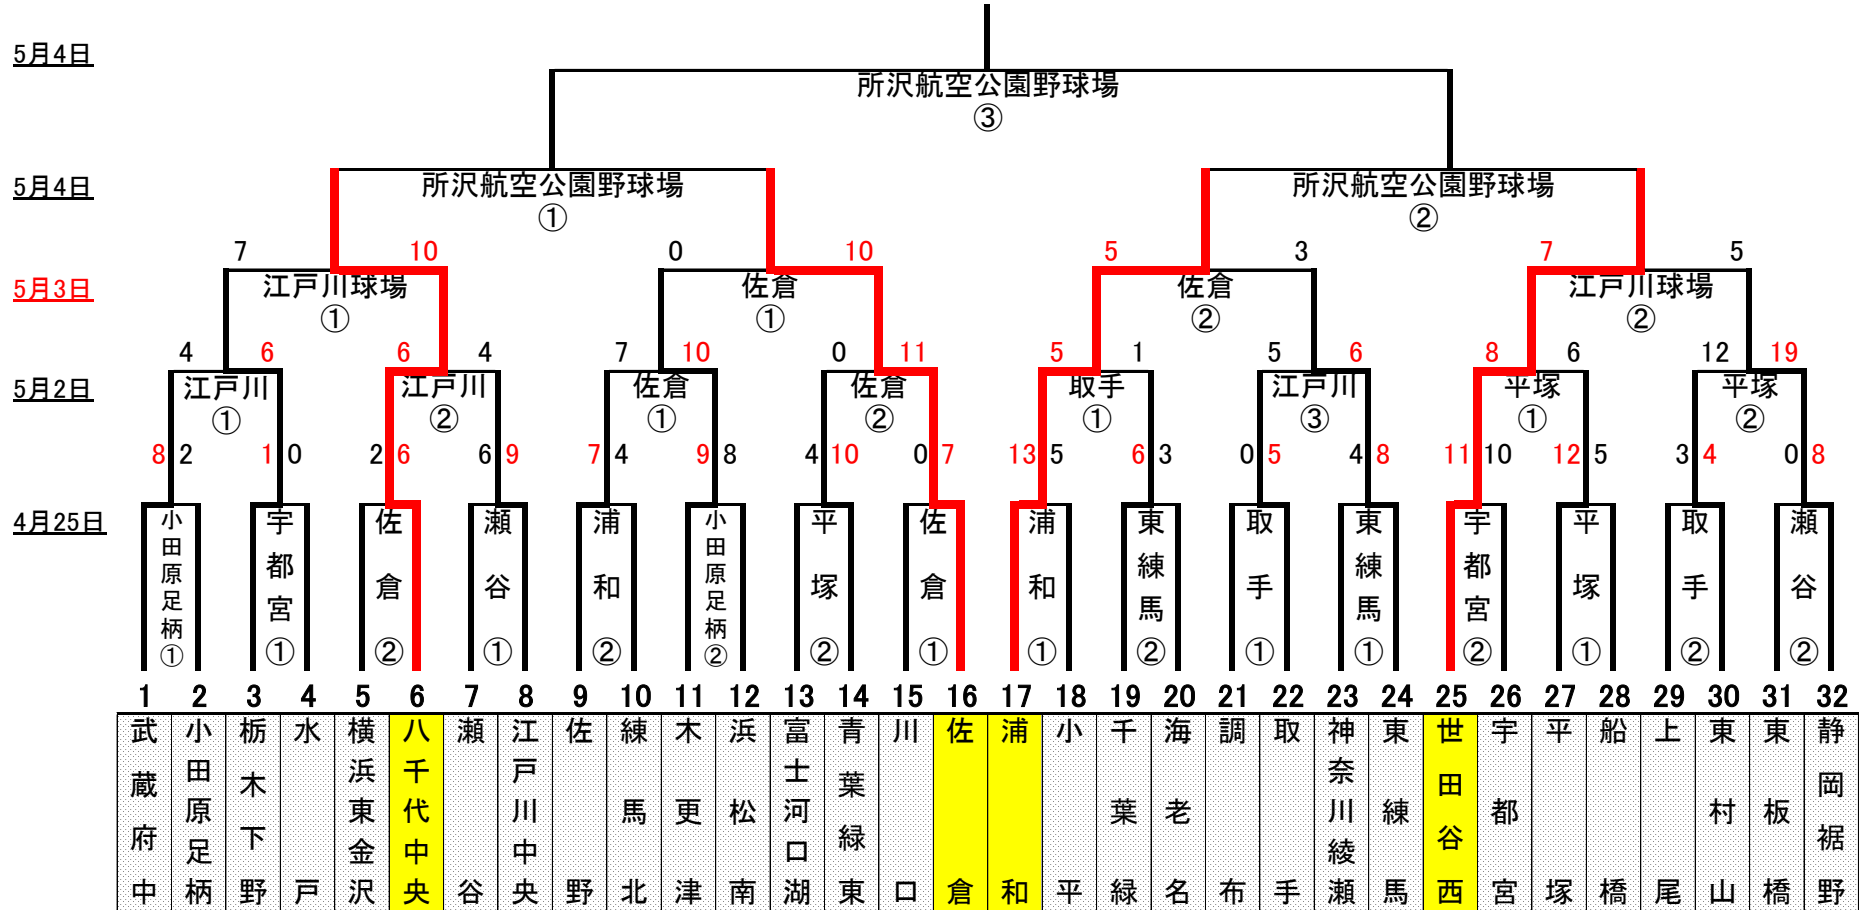 5月4日
所沢航空公園野球場
③
5月4日
所沢航空公園野球場 所沢航空公園野球場
① ②
7 10 0 10 5 3 7 5
5月3日
江戸川球場 佐倉 佐倉 江戸川球場
① ① ② ②
4 6 6 4 7 10 0 11 5 1 5 6 8 6 12 19
5月2日
江戸川 江戸川 佐倉 佐倉 取手 江戸川 平塚 平塚
① ② ① ② ① ③ ① ②
8 2 1 0 2 6 6 9 7 4 9 8 4 10 0 7 13 5 6 3 0 5 4 8 11 10 12 5 3 4 0 8
4月25日
小田原足柄①
宇都宮①
佐倉②
瀬谷①
浦和②
小田原足柄②
平塚②
佐倉①
浦和①
東練馬②
取手①
東練馬①
宇都宮②
平塚①
取手②
瀬谷②
1 2 3 4 5 6 7 8 9 10 11 12 13 14 15 16 17 18 19 20 21 22 23 24 25 26 27 28 29 30 31 32
武蔵府中
小田原足柄
栃木下野
水戸
横浜東金沢
八千代中央
瀬谷
江戸川中央
佐野
練馬北
木更津
浜松南
富士河口湖
青葉緑東
川口
佐倉
浦和
小平
千葉緑
海老名
調布
取手
神奈川綾瀬
東練馬
世田谷西
宇都宮
平塚
船橋
上尾
東村山
東板橋
静岡裾野